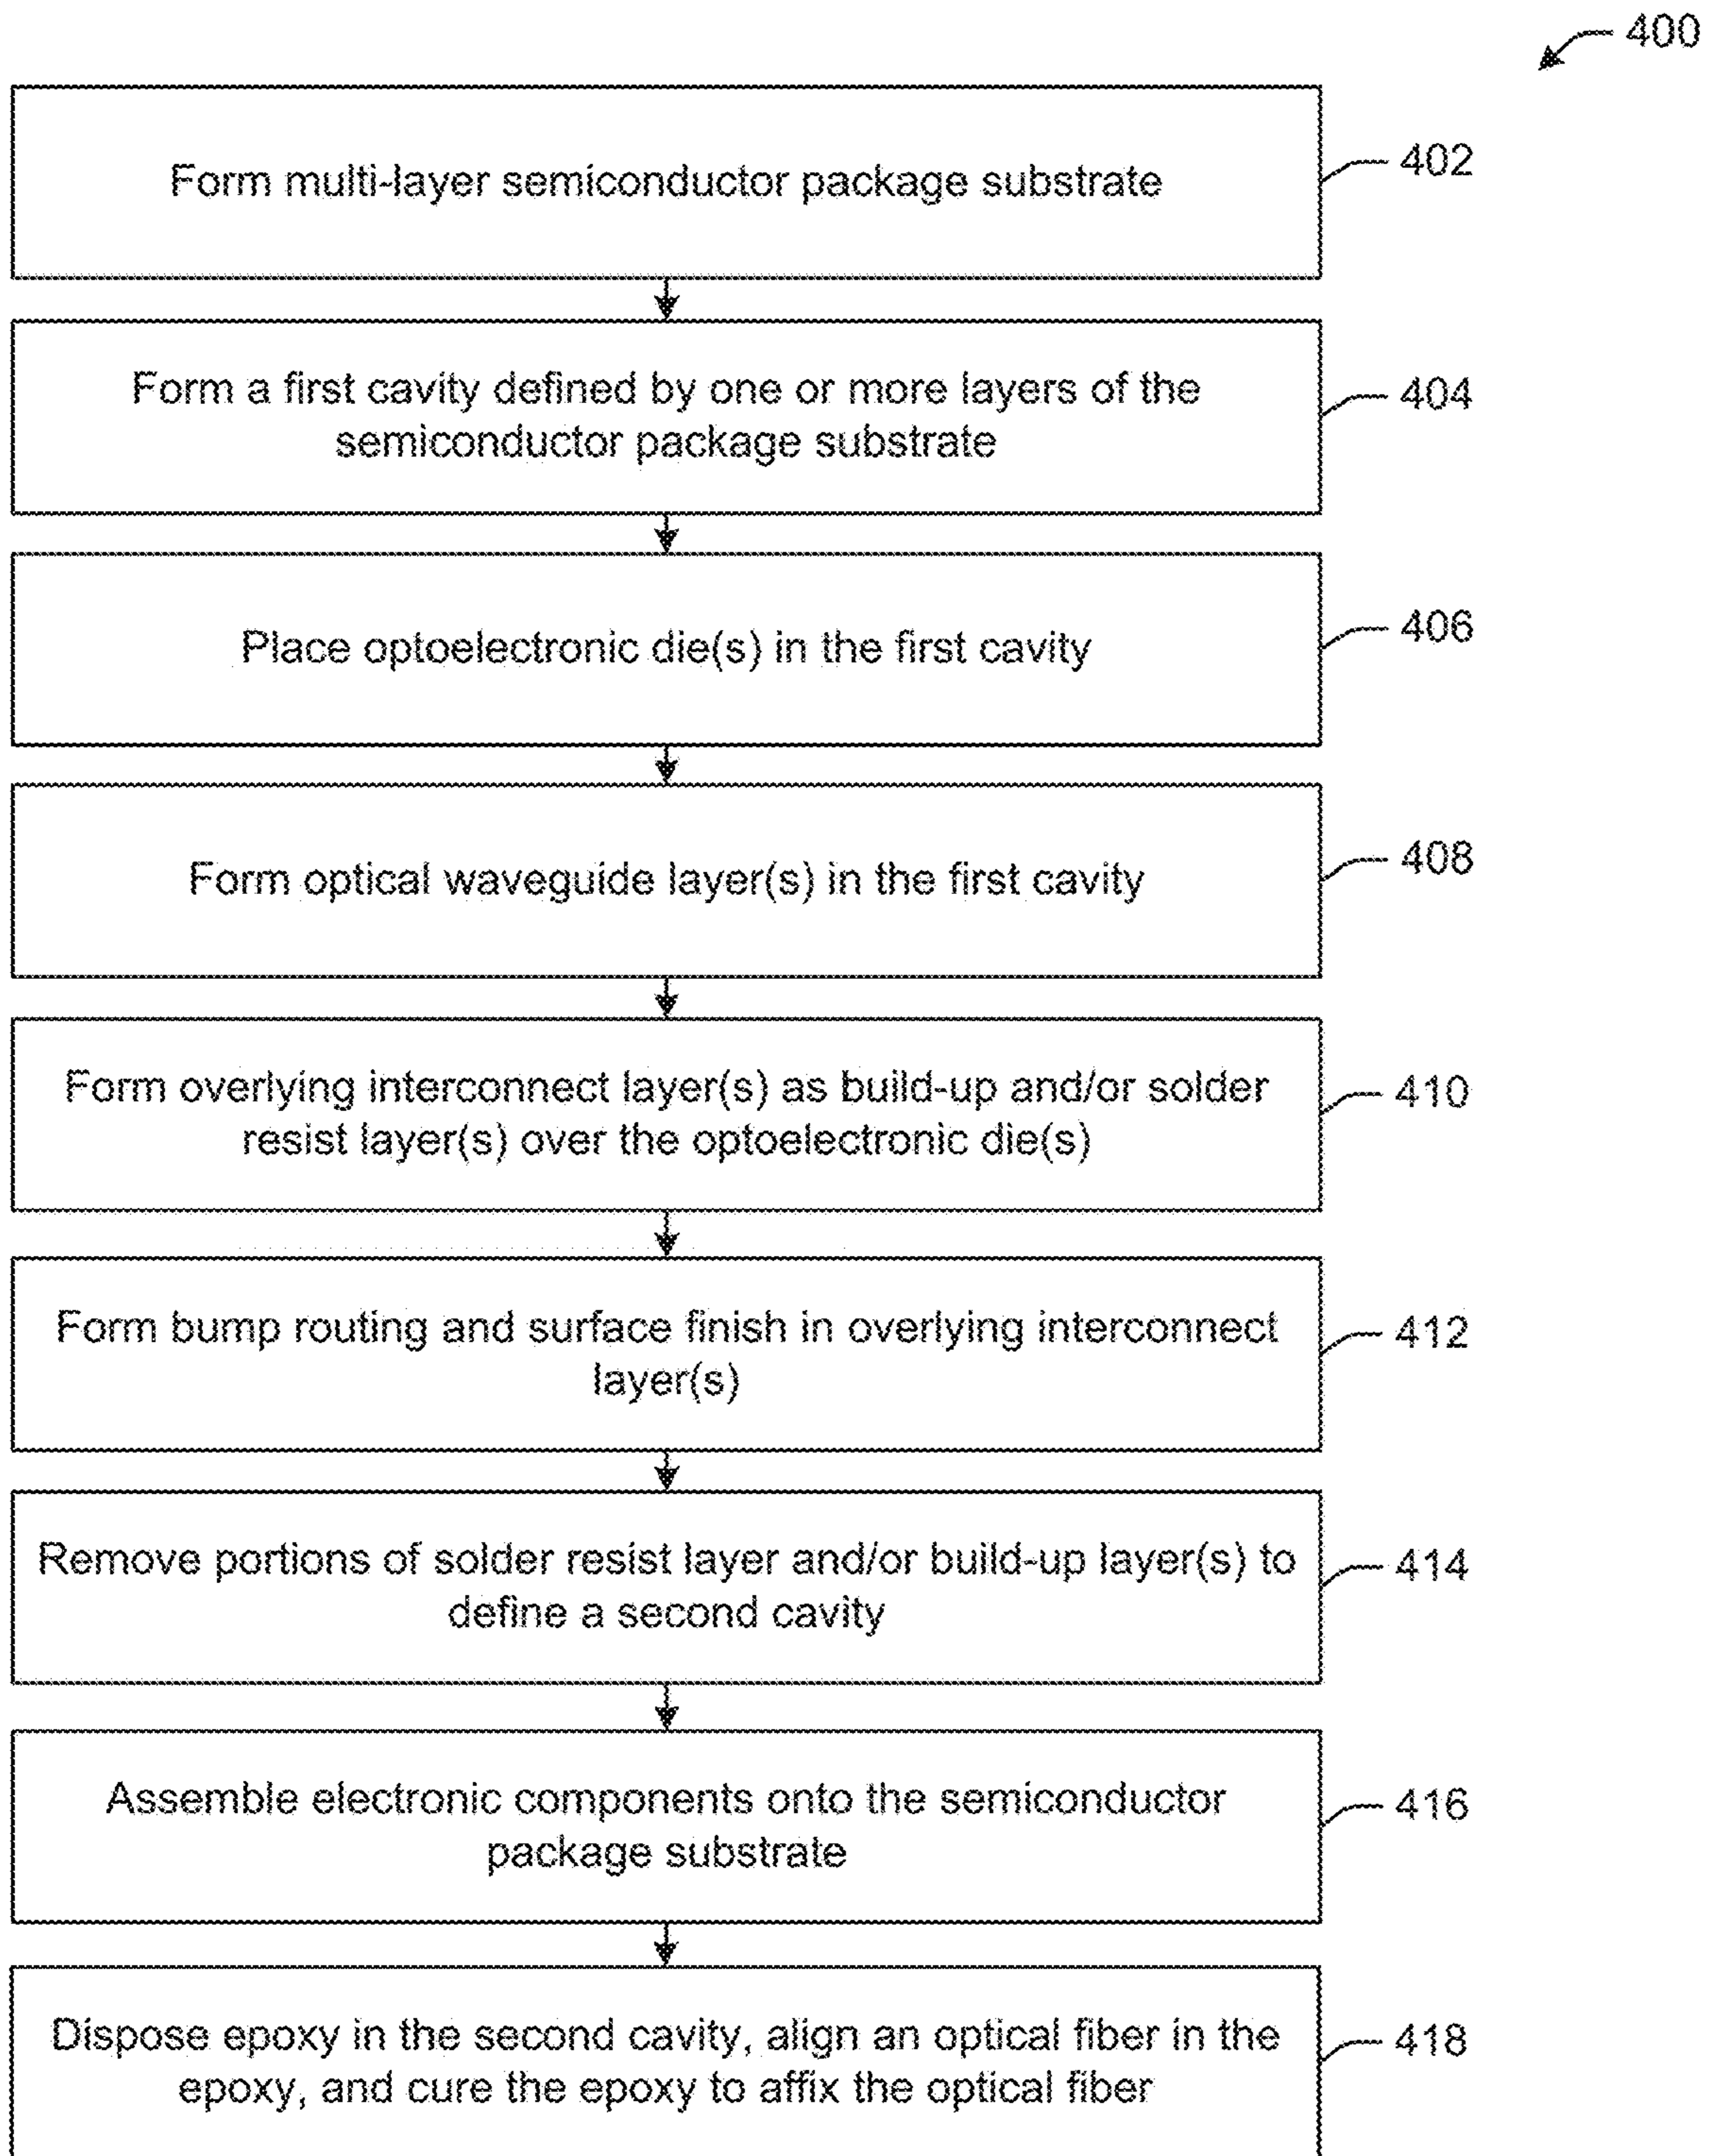 400
Form multi-layer semiconductor package substrate
402
Form a first cavity defined by one or more layers of the
semiconductor package substrate
404
Place optoelectronic die(s) in the first cavity
406
Form optical waveguide layer(s) in the first cavity
408
Form overlying interconnect layer(s) as build-up and/or solder
resist layer(s) over the optoelectronic die(s)
410
Form bump routing and surface finish in overlying interconnect
layer(s)
412
Remove portions of solder resist layer and/or build-up layer(s) to
define a second cavity
414
Assemble electronic components onto the semiconductor
package substrate
416
Dispose epoxy in the second cavity, align an optical fiber in the
epoxy, and cure the epoxy to affix the optical fiber
418